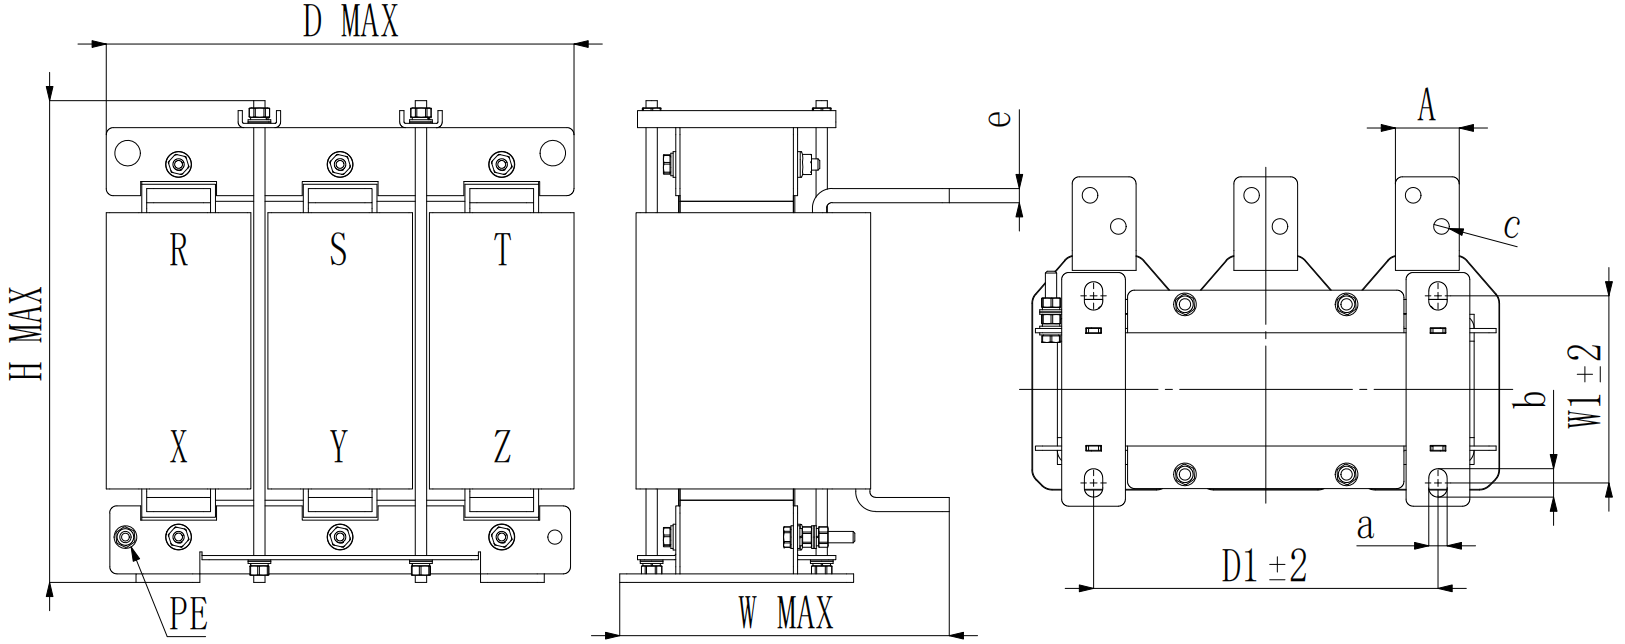 D MAX
H MAX
R S T
X Y Z
PE
e
W MAX
A
c
b
W1±2
a
D1±2